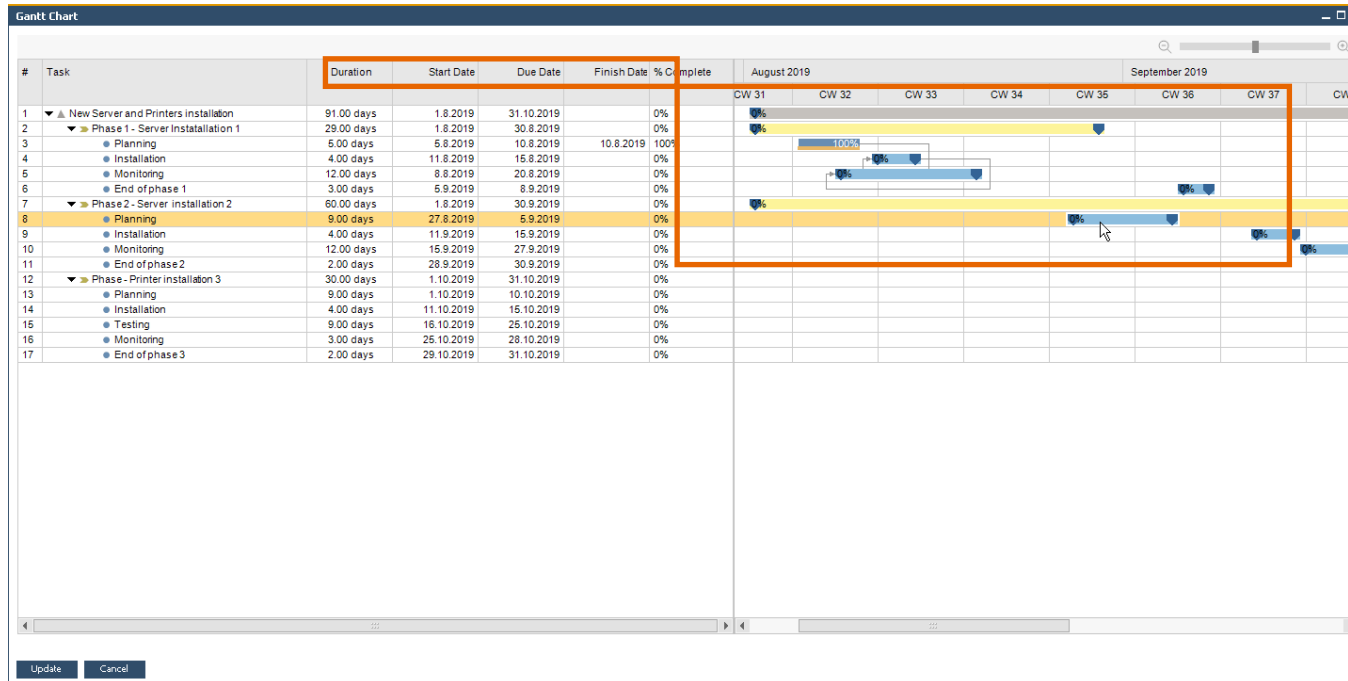 Gantt Chart
# Task Duration Start Date Due Date Finish Date % Complete August 2019 September 2019
CW 31 CW 32 CW 33 CW 34 CW 35 CW 36 CW 37 CW
1 New Server and Printers installation 91.00 days 1.8.2019 31.10.2019 0% 0%
2 Phase 1 - Server Instatallation 1 29.00 days 1.8.2019 30.8.2019 0% 0%
3 Planning 5.00 days 5.8.2019 10.8.2019 10.8.2019 100% 100%
4 Installation 4.00 days 11.8.2019 15.8.2019 0% 0%
5 Monitoring 12.00 days 8.8.2019 20.8.2019 0% 0%
6 End of phase 1 3.00 days 5.9.2019 8.9.2019 0% 0%
7 Phase 2 - Server installation 2 60.00 days 1.8.2019 30.9.2019 0% 0%
8 Planning 9.00 days 27.8.2019 5.9.2019 0% 0%
9 Installation 4.00 days 11.9.2019 15.9.2019 0% 0%
10 Monitoring 12.00 days 15.9.2019 27.9.2019 0% 0%
11 End of phase 2 2.00 days 28.9.2019 30.9.2019 0%
12 Phase - Printer installation 3 30.00 days 1.10.2019 31.10.2019 0%
13 Planning 9.00 days 1.10.2019 10.10.2019 0%
14 Installation 4.00 days 11.10.2019 15.10.2019 0%
15 Testing 9.00 days 16.10.2019 25.10.2019 0%
16 Monitoring 3.00 days 25.10.2019 28.10.2019 0%
17 End of phase 3 2.00 days 29.10.2019 31.10.2019 0%
Update Cancel